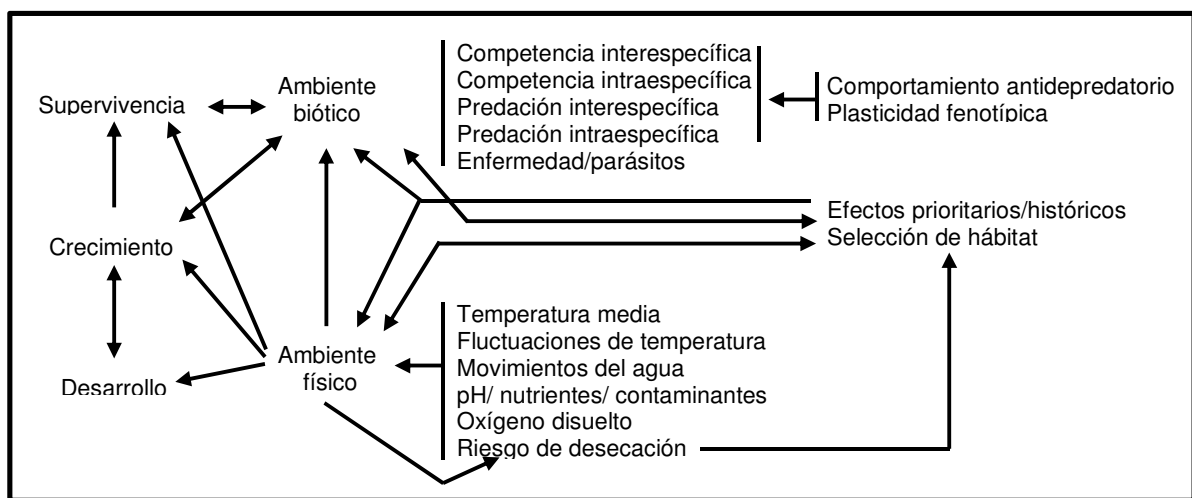 Supervivencia
Ambiente
biótico
Crecimiento
Desarrollo
Ambiente
físico
Competencia interespecífica
Competencia intraespecífica
Predación interespecífica
Predación intraespecífica
Enfermedad/parásitos
Comportamiento antidepredatorio
Plasticidad fenotípica
Efectos prioritarios/históricos
Selección de hábitat
Temperatura media
Fluctuaciones de temperatura
Movimientos del agua
pH/ nutrientes/ contaminantes
Oxígeno disuelto
Riesgo de desecación